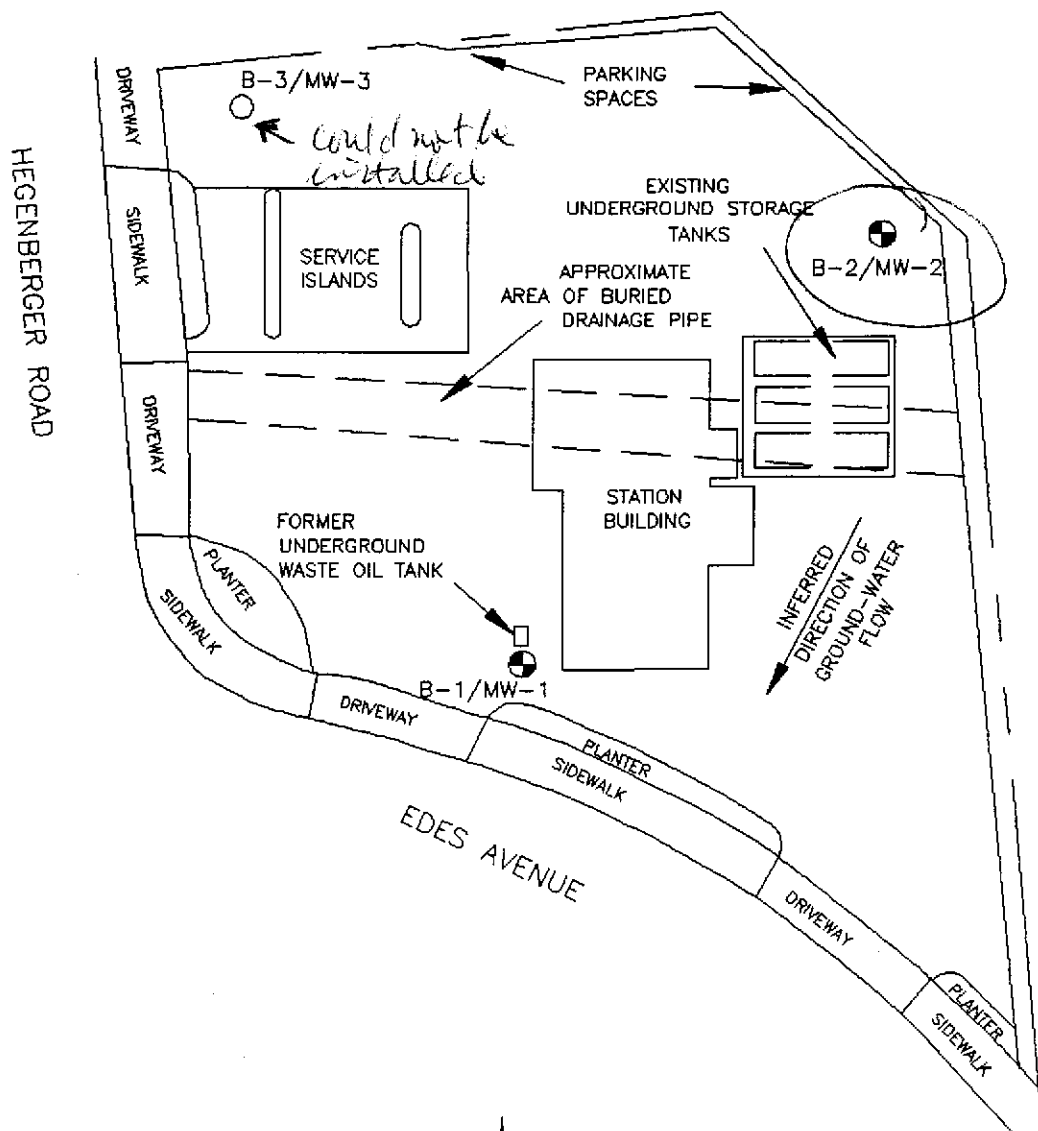 DRIVEWAY
B-3/MW-3
could not be
installed
PARKING
SPACES
HEGENBERGER ROAD
SIDEWALK
SERVICE
ISLANDS
EXISTING
UNDERGROUND STORAGE
TANKS
B-2/MW-2
APPROXIMATE
AREA OF BURIED
DRAINAGE PIPE
DRIVEWAY
STATION
BUILDING
FORMER
UNDERGROUND
WASTE OIL TANK
INFERRED
DIRECTION OF
GROUND-WATER
FLOW
PLANTER
SIDEWALK
B-1/MW-1
DRIVEWAY
PLANTER
SIDEWALK
EDES AVENUE
DRIVEWAY
PLANTER
SIDEWALK